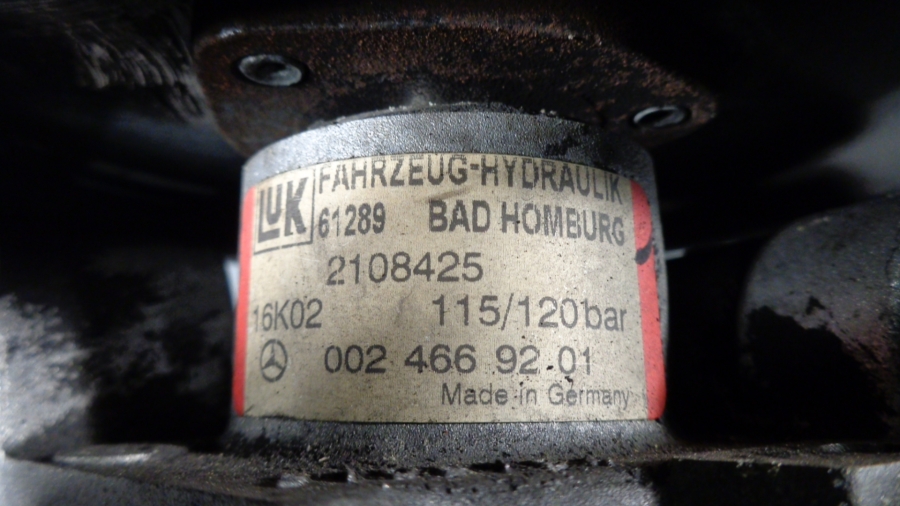 LuK FAHRZEUG-HYDRAULIK
61289 BAD HOMBURG
2108425
16K02 115/120 bar
002 466 92 01
Made in Germany